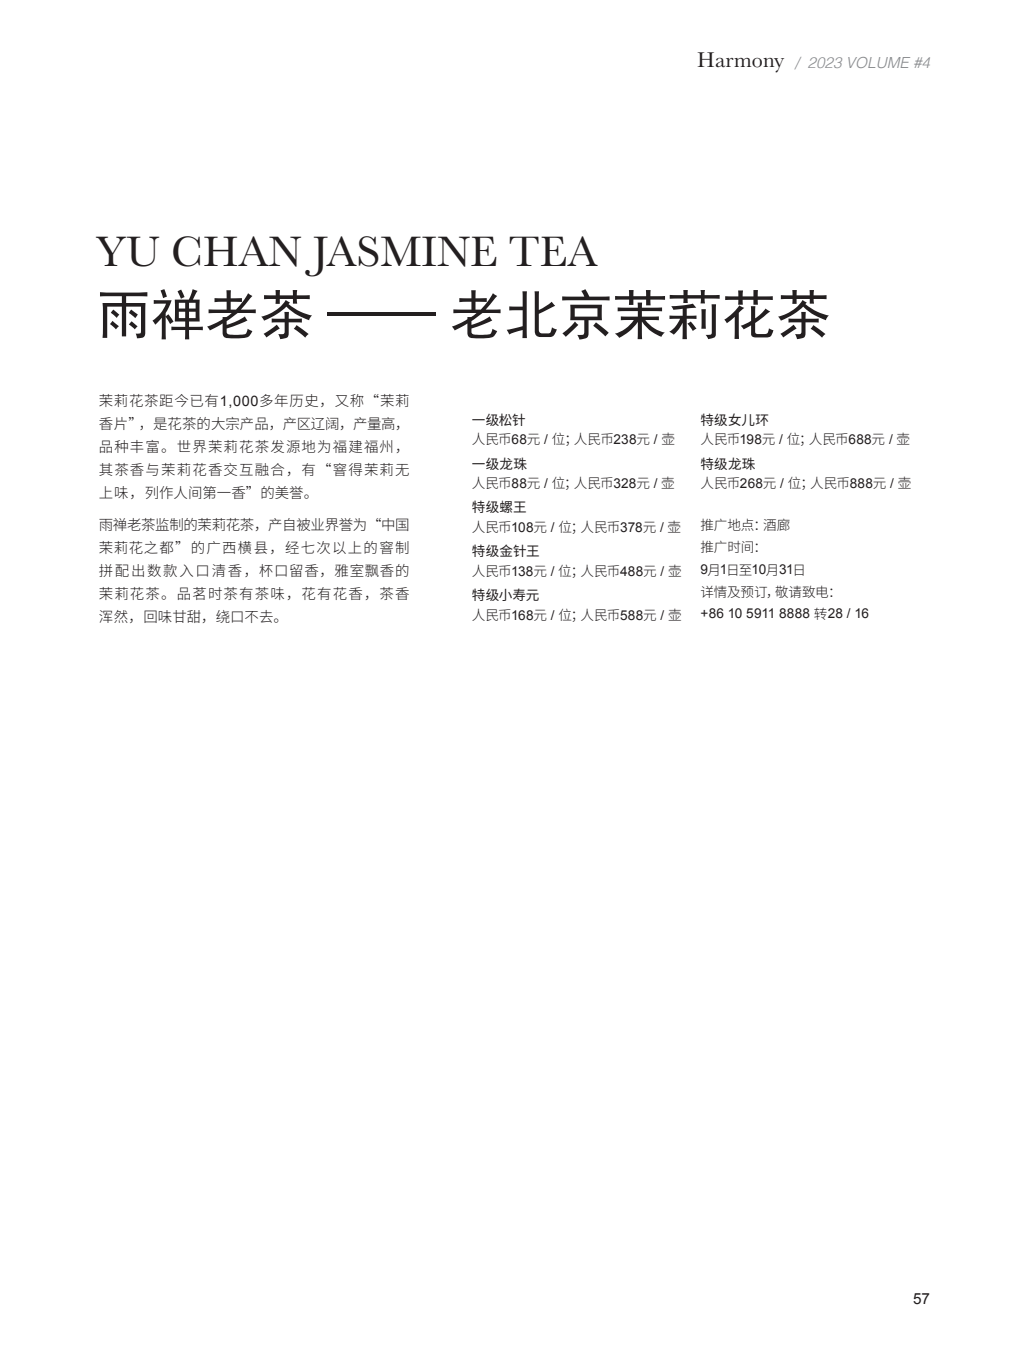 Harmony / 2023 VOLUME #4
YU CHAN JASMINE TEA
雨禅老茶 —— 老北京茉莉花茶
茉莉花茶距今已有1,000多年历史，又称“茉莉
香片”，是花茶的大宗产品，产区辽阔，产量高，
品种丰富。世界茉莉花茶发源地为福建福州，
其茶香与茉莉花香交互融合，有“窨得茉莉无
上味，列作人间第一香”的美誉。
雨禅老茶监制的茉莉花茶，产自被业界誉为“中国
茉莉花之都”的广西横县，经七次以上的窨制
拼配出数款入口清香，杯口留香，雅室飘香的
茉莉花茶。品茗时茶有茶味，花有花香，茶香
浑然，回味甘甜，绕口不去。
一级松针
人民币68元 / 位；人民币238元 / 壶
一级龙珠
人民币88元 / 位；人民币328元 / 壶
特级螺王
人民币108元 / 位；人民币378元 / 壶
特级金针王
人民币138元 / 位；人民币488元 / 壶
特级小寿元
人民币168元 / 位；人民币588元 / 壶
特级女儿环
人民币198元 / 位；人民币688元 / 壶
特级龙珠
人民币268元 / 位；人民币888元 / 壶
推广地点：酒廊
推广时间：
9月1日至10月31日
详情及预订，敬请致电：
+86 10 5911 8888 转28 / 16
57